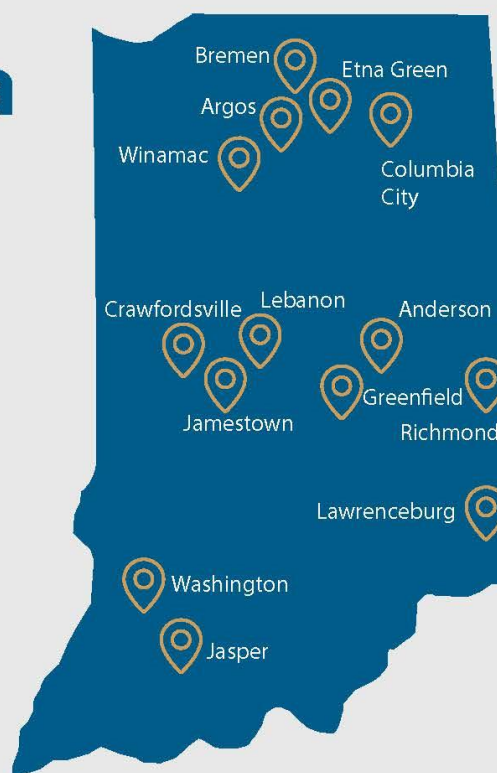 Bremen
Etna Green
Argos
Winamac
Columbia
City
Lebanon
Crawfordsville
Anderson
Jamestown
Greenfield
Richmond
Lawrenceburg
Washington
Jasper